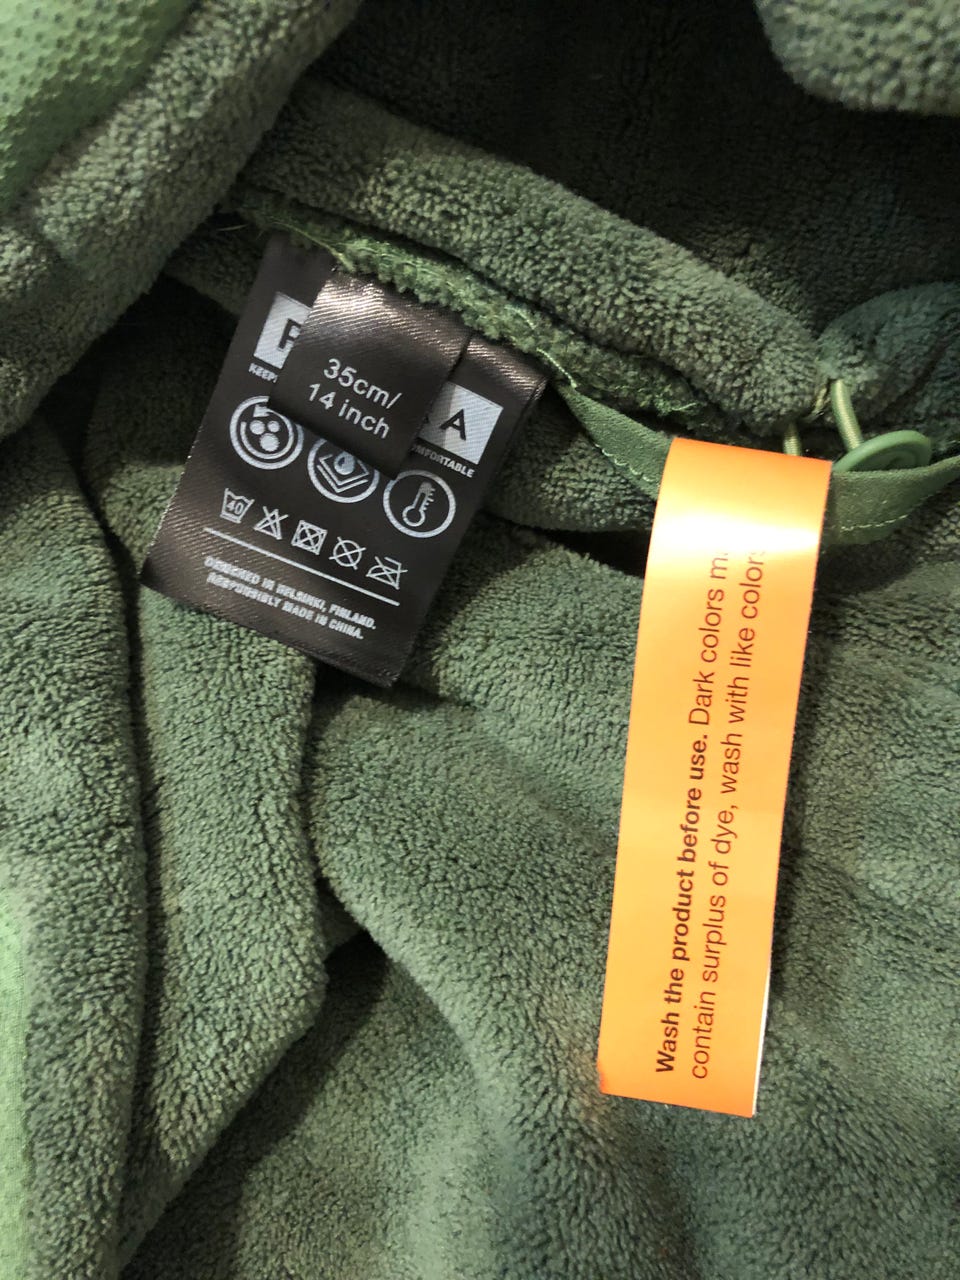 35cm/
14 inch
A
40
DESIGNED IN HELSINKI, FINLAND.
RESPONSIBLY MADE IN CHINA.
Wash the product before use. Dark colors
contain surplus of dye, wash with like colors